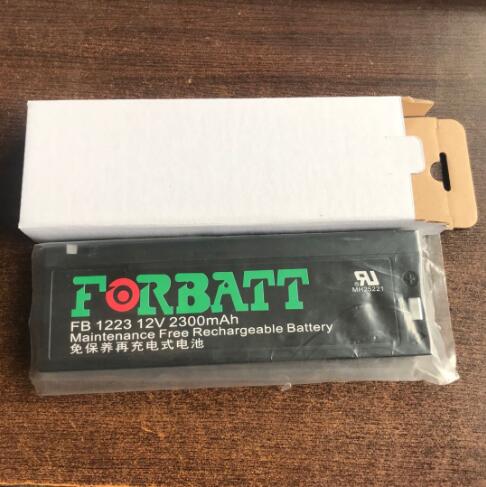 FORBATT
FB 1223 12V 2300mAh
Maintenance Free Rechargeable Battery
免保养再充电式电池
MH25221